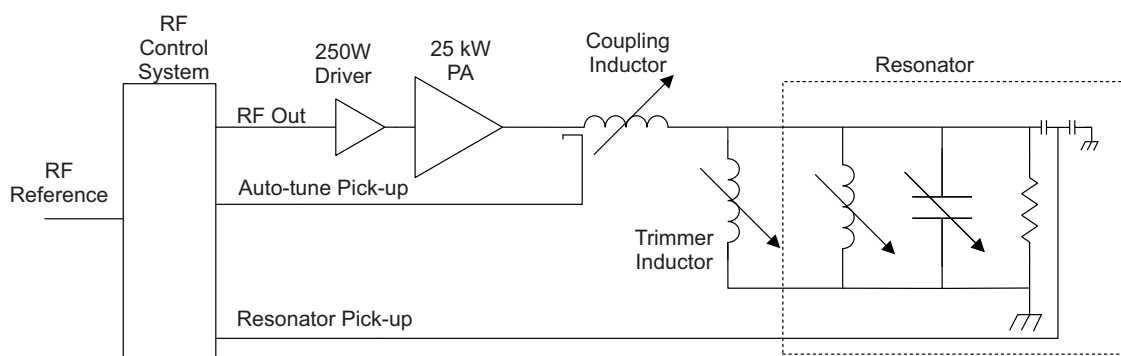 RF
Control
System
250W
Driver
25 kW
PA
Coupling
Inductor
Resonator
RF Out
RF
Reference
Auto-tune Pick-up
Trimmer
Inductor
Resonator Pick-up